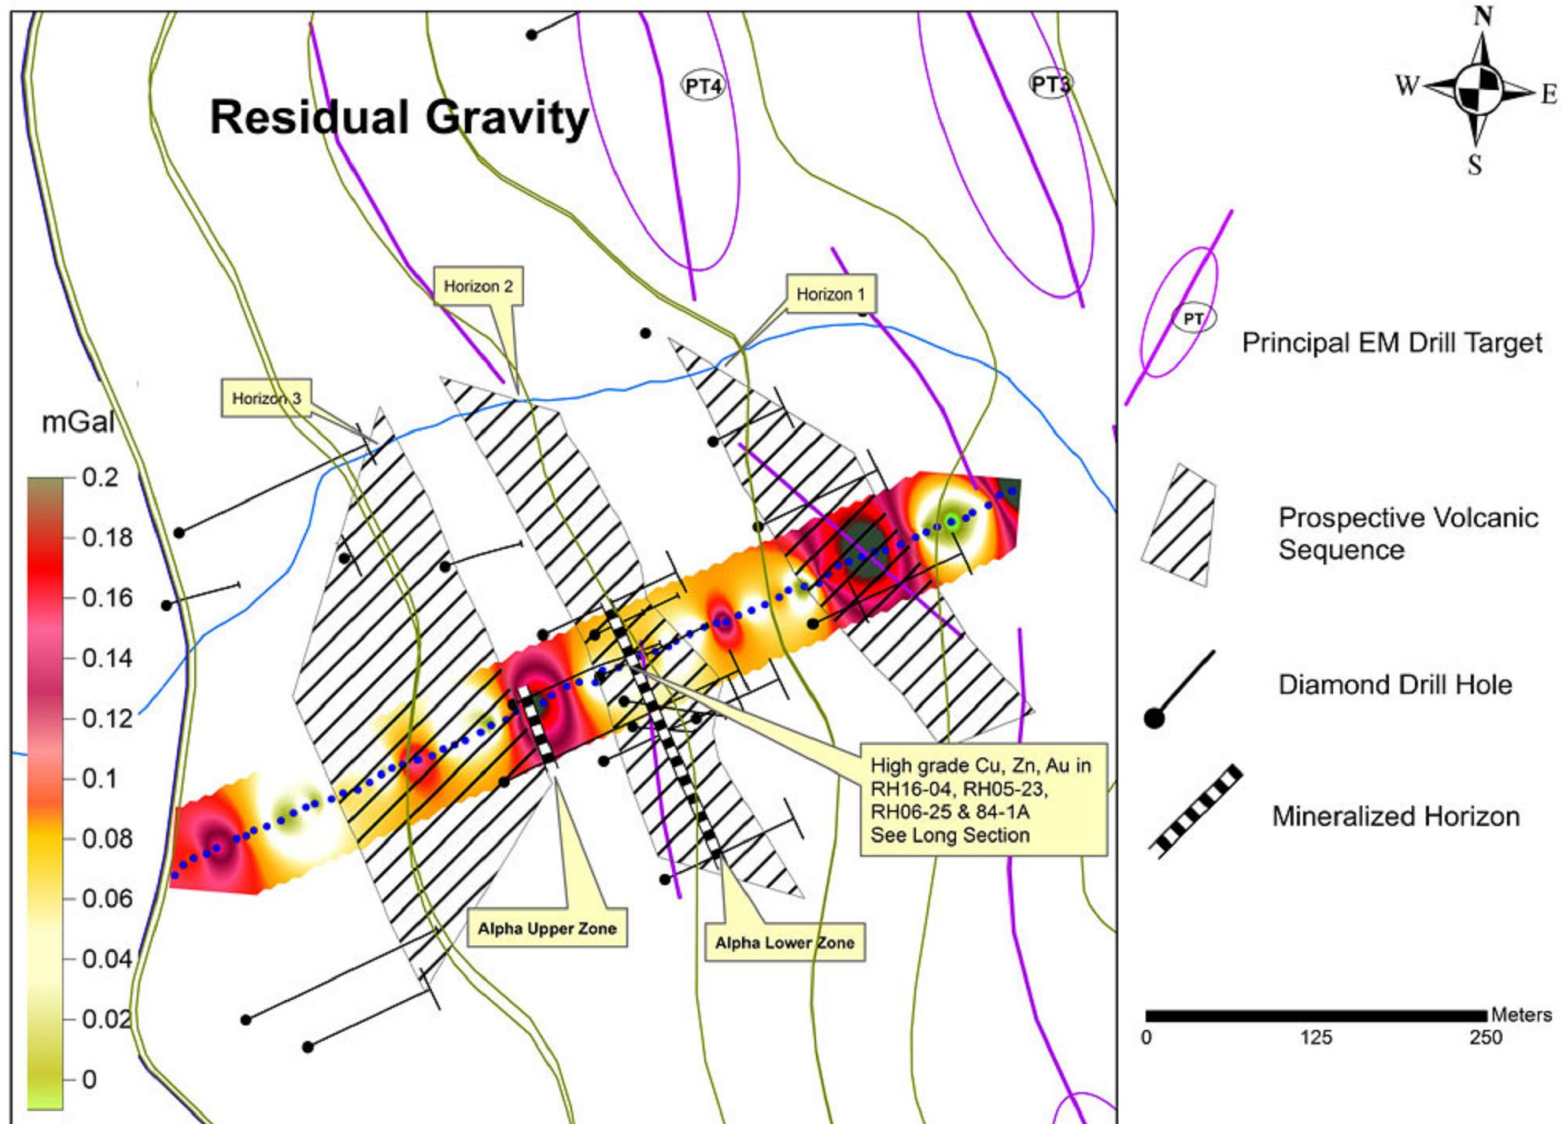 Residual Gravity
PT4
PT3
N
W
E
S
Horizon 2
Horizon 1
Horizon 3
PT
Principal EM Drill Target
mGal
0.2
0.18
0.16
0.14
0.12
0.1
0.08
0.06
0.04
0.02
0
Prospective Volcanic
Sequence
Diamond Drill Hole
Mineralized Horizon
High grade Cu, Zn, Au in
RH16-04, RH05-23,
RH06-25 & 84-1A
See Long Section
Alpha Upper Zone
Alpha Lower Zone
Meters
0
125
250